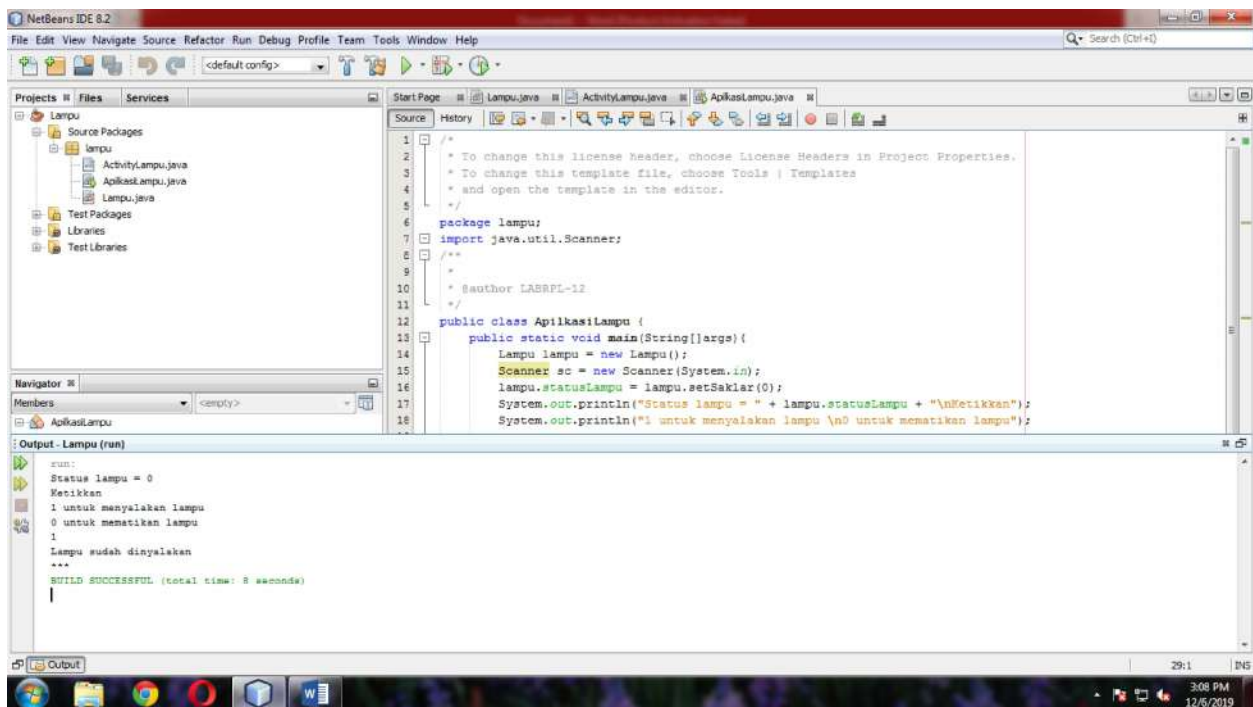 NetBeans IDE 8.2
File Edit View Navigate Source Refactor Run Debug Profile Team Tools Window Help
Search (Ctrl+I)
<default config>
Projects Files Services
Lampu
Source Packages
lampu
ActivityLampu.java
ApilkasiLampu.java
Lampu.java
Test Packages
Libraries
Test Libraries
Navigator
Members <empty>
ApilkasiLampu
Start Page Lampu.java ActivityLampu.java ApilkasiLampu.java
Source History
1 /*
2 * To change this license header, choose License Headers in Project Properties.
3 * To change this template file, choose Tools | Templates
4 * and open the template in the editor.
5 */
6 package lampu;
7 import java.util.Scanner;
8 /**
9 *
10 * @author LABRPL-12
11 */
12 public class ApilkasiLampu {
13 public static void main(String[]args){
14 Lampu lampu = new Lampu();
15 Scanner sc = new Scanner(System.in);
16 lampu.statusLampu = lampu.setSaklar(0);
17 System.out.println("Status lampu = " + lampu.statusLampu + "\nKetikkan");
18 System.out.println("1 untuk menyalakan lampu \n0 untuk mematikan lampu");
Output - Lampu (run)
run:
Status lampu = 0
Ketikkan
1 untuk menyalakan lampu
0 untuk mematikan lampu
1
Lampu sudah dinyalakan
***
BUILD SUCCESSFUL (total time: 8 seconds)
Output
29:1 INS
3:08 PM
12/6/2019